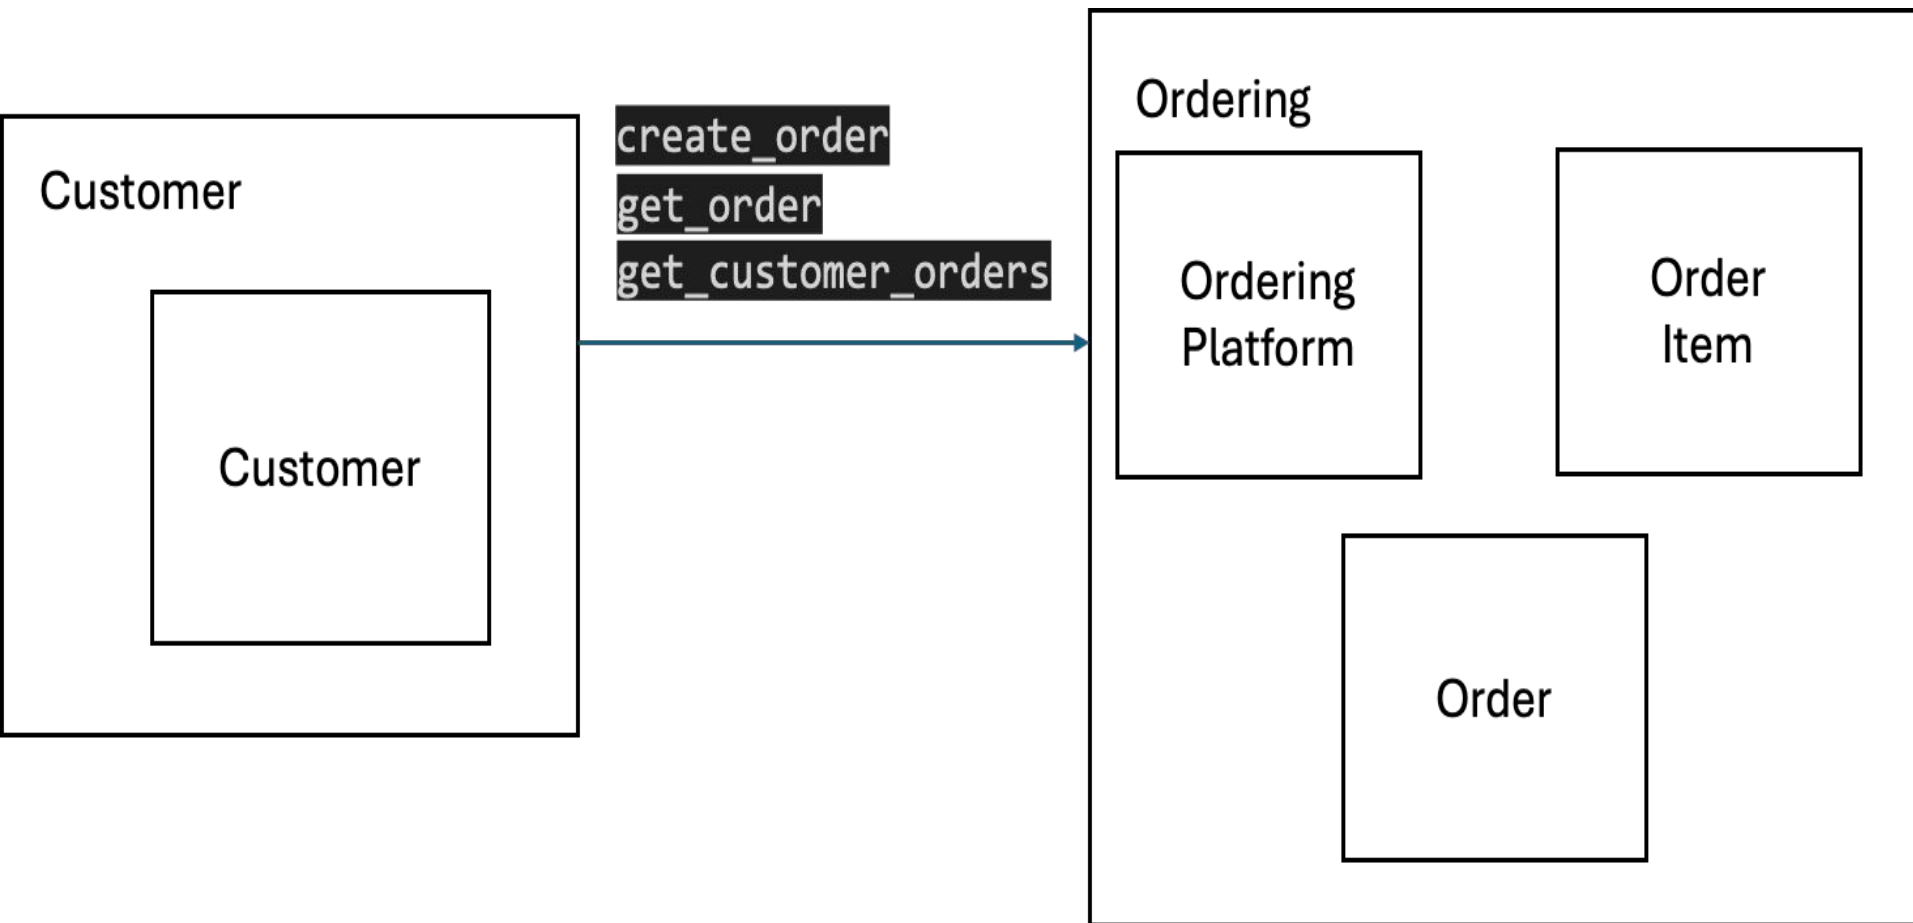 Customer
Customer
create_order
get_order
get_customer_orders
Ordering
Ordering
Platform
Order
Item
Order